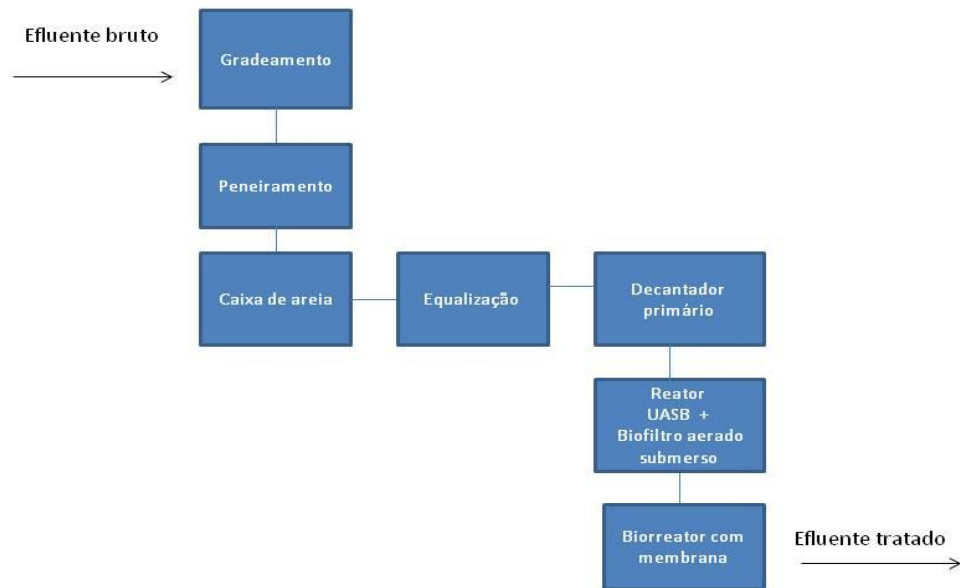 Efluente bruto
Gradeamento
Peneiramento
Caixa de areia
Equalização
Decantador
primário
Reator
UASB +
Biofiltro aerado
submerso
Biorreator com
membrana
Efluente tratado